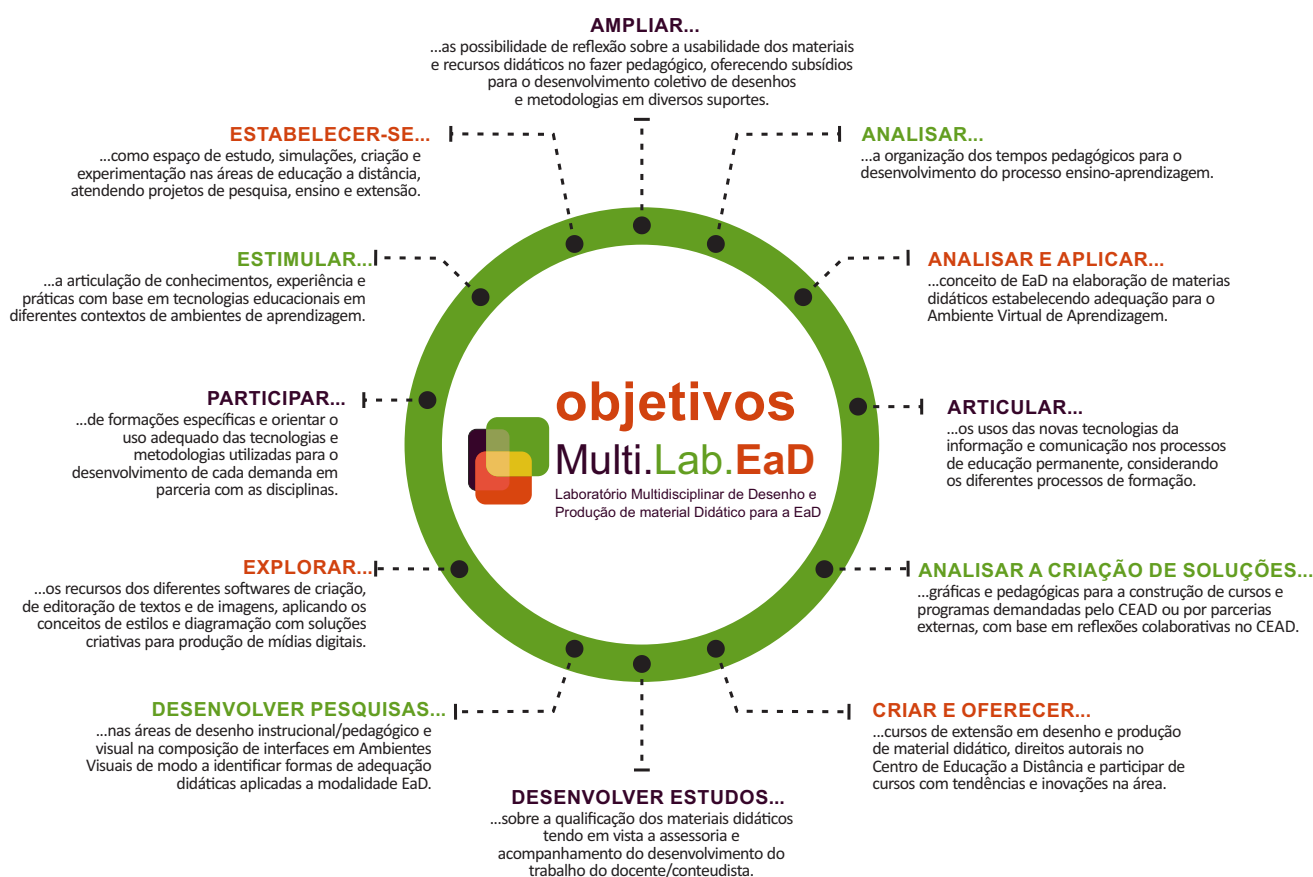 AMPLIAR...
...as possibilidade de reflexão sobre a usabilidade dos materiais
e recursos didáticos no fazer pedagógico, oferecendo subsídios
para o desenvolvimento coletivo de desenhos
e metodologias em diversos suportes.
ANALISAR...
...a organização dos tempos pedagógicos para o
desenvolvimento do processo ensino-aprendizagem.
ANALISAR E APLICAR...
...conceito de EaD na elaboração de materias
didáticos estabelecendo adequação para o
Ambiente Virtual de Aprendizagem.
ARTICULAR...
...os usos das novas tecnologias da
informação e comunicação nos processos
de educação permanente, considerando
os diferentes processos de formação.
ANALISAR A CRIAÇÃO DE SOLUÇÕES...
...gráficas e pedagógicas para a construção de cursos e
programas demandadas pelo CEAD ou por parcerias
externas, com base em reflexões colaborativas no CEAD.
CRIAR E OFERECER...
...cursos de extensão em desenho e produção
de material didático, direitos autorais no
Centro de Educação a Distância e participar de
cursos com tendências e inovações na área.
DESENVOLVER ESTUDOS...
...sobre a qualificação dos materiais didáticos
tendo em vista a assessoria e
acompanhamento do desenvolvimento do
trabalho do docente/conteudista.
DESENVOLVER PESQUISAS...
...nas áreas de desenho instrucional/pedagógico e
visual na composição de interfaces em Ambientes
Visuais de modo a identificar formas de adequação
didáticas aplicadas a modalidade EaD.
EXPLORAR...
...os recursos dos diferentes softwares de criação,
de editoração de textos e de imagens, aplicando os
conceitos de estilos e diagramação com soluções
criativas para produção de mídias digitais.
PARTICIPAR...
...de formações específicas e orientar o
uso adequado das tecnologias e
metodologias utilizadas para o
desenvolvimento de cada demanda em
parceria com as disciplinas.
ESTIMULAR...
...a articulação de conhecimentos, experiência e
práticas com base em tecnologias educacionais em
diferentes contextos de ambientes de aprendizagem.
ESTABELECER-SE...
...como espaço de estudo, simulações, criação e
experimentação nas áreas de educação a distância,
atendendo projetos de pesquisa, ensino e extensão.
objetivos
Multi.Lab.EaD
Laboratório Multidisciplinar de Desenho e
Produção de material Didático para a EaD